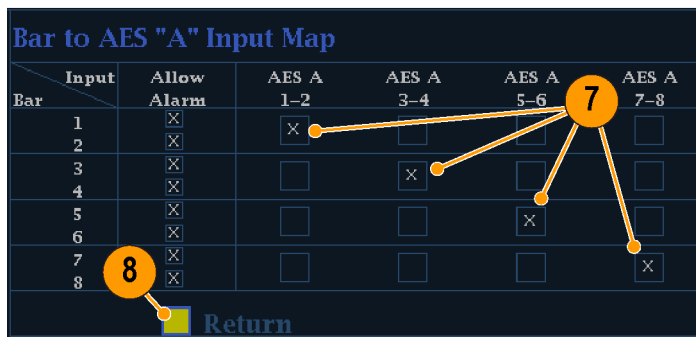 Bar to AES "A" Input Map
Input Allow AES A AES A AES A AES A
Bar Alarm 1–2 3–4 5–6 7–8
7
1 X X
2 X
3 X X
4 X
5 X X
6 X
7 X X
8 X
8
Return